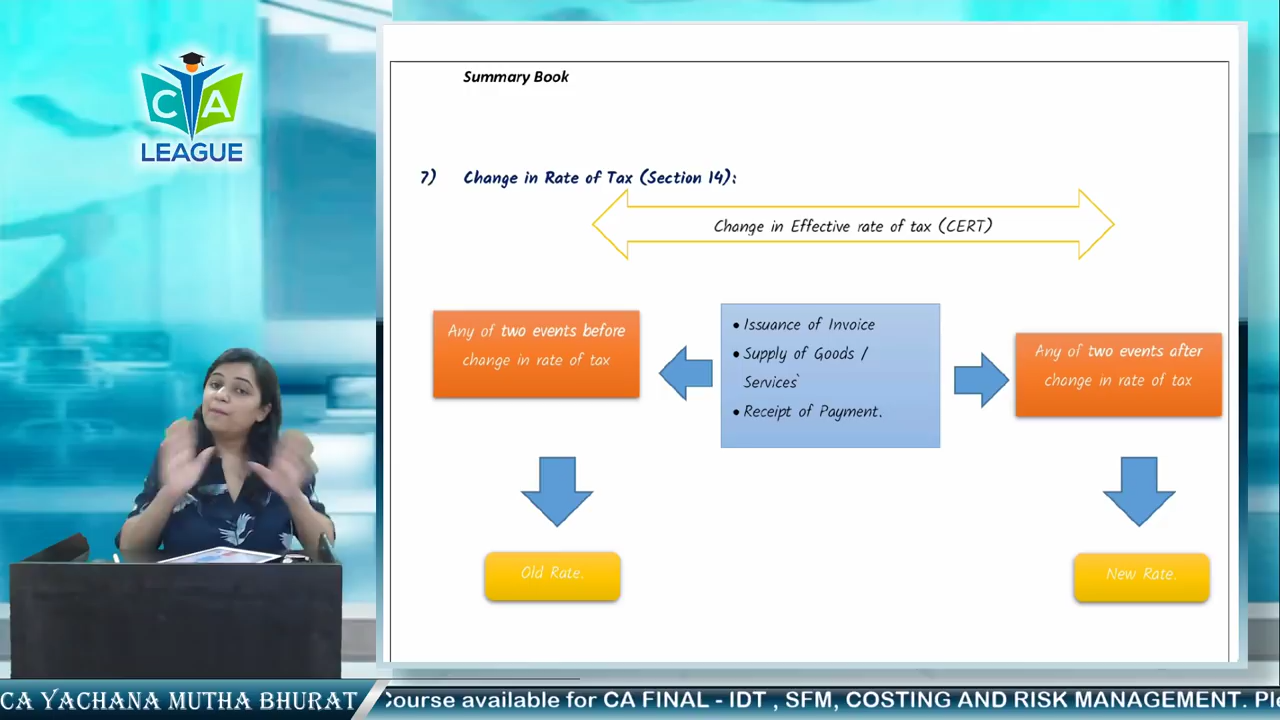 CA
LEAGUE
Summary Book
7) Change in Rate of Tax (Section 14):
Change in Effective rate of tax (CERT)
Any of two events before
change in rate of tax
• Issuance of Invoice
• Supply of Goods /
Services`
• Receipt of Payment.
Any of two events after
change in rate of tax
Old Rate.
New Rate.
CA YACHANA MUTHA BHURAT
Course available for CA FINAL - IDT , SFM, COSTING AND RISK MANAGEMENT.